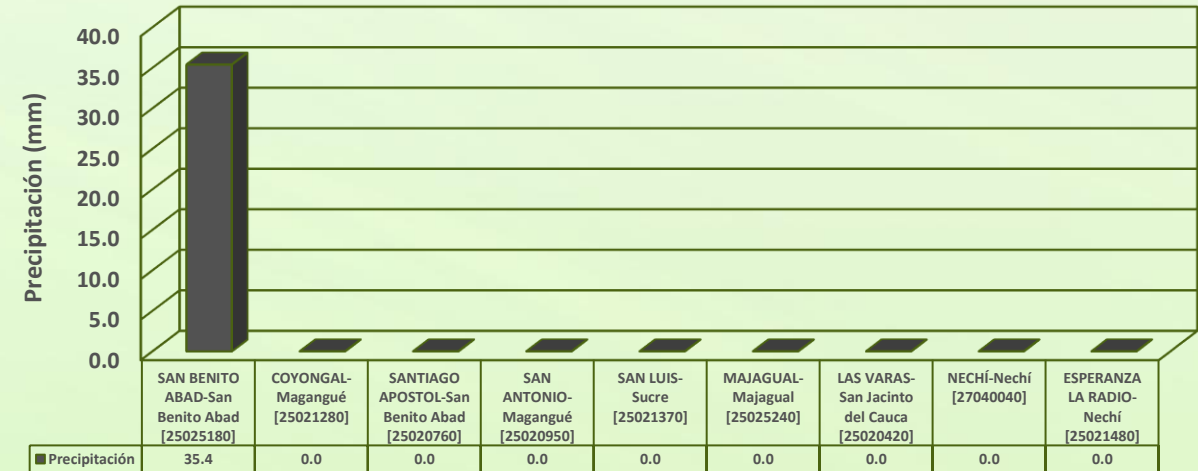 Precipitación (mm)
40.0
35.0
30.0
25.0
20.0
15.0
10.0
5.0
0.0
SAN BENITO
ABAD-San
Benito Abad
[25025180]
COYONGAL-
Magangué
[25021280]
SANTIAGO
APOSTOL-San
Benito Abad
[25020760]
SAN
ANTONIO-
Magangué
[25020950]
SAN LUIS-
Sucre
[25021370]
MAJAGUAL-
Majagual
[25025240]
LAS VARAS-
San Jacinto
del Cauca
[25020420]
NECHÍ-Nechí
[27040040]
ESPERANZA
LA RADIO-
Nechí
[25021480]
Precipitación 35.4 0.0 0.0 0.0 0.0 0.0 0.0 0.0 0.0